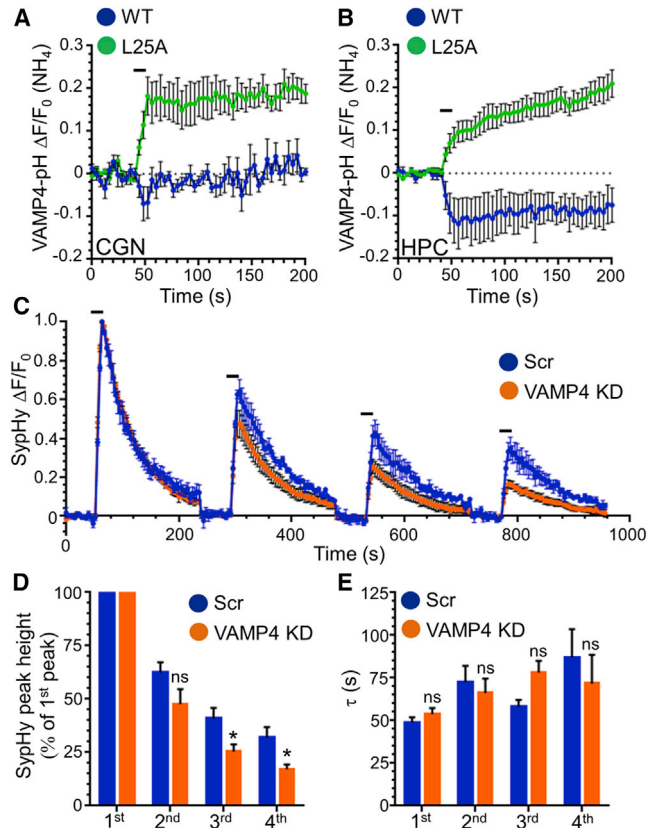 A
WT
L25A
VAMP4-pH ΔF/F0 (NH4)
0.3
0.2
0.1
0
-0.1
-0.2
CGN
0 50 100 150 200
Time (s)
B
WT
L25A
VAMP4-pH ΔF/F0 (NH4)
0.3
0.2
0.1
0
-0.1
-0.2
HPC
0 50 100 150 200
Time (s)
C
Scr
VAMP4 KD
SypHy ΔF/F0
1.0
0.8
0.6
0.4
0.2
0
0 200 400 600 800 1000
Time (s)
D
Scr
VAMP4 KD
SypHy peak height
(% of 1st peak)
100
75
50
25
0
ns
*
*
1st 2nd 3rd 4th
E
Scr
VAMP4 KD
τ (s)
125
100
75
50
25
0
ns ns ns ns
1st 2nd 3rd 4th